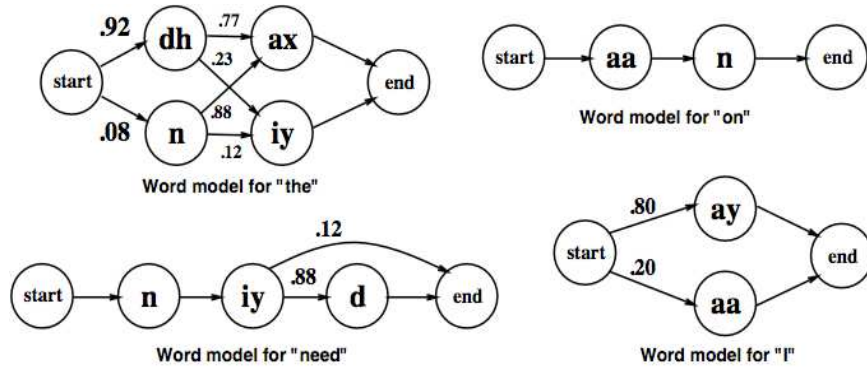 .92
dh
.77
ax
start
.23
end
.08
n
.88
iy
.12
Word model for "the"
start
aa
n
end
Word model for "on"
start
n
iy
.88
d
.12
end
Word model for "need"
start
.80
ay
.20
aa
end
Word model for "I"